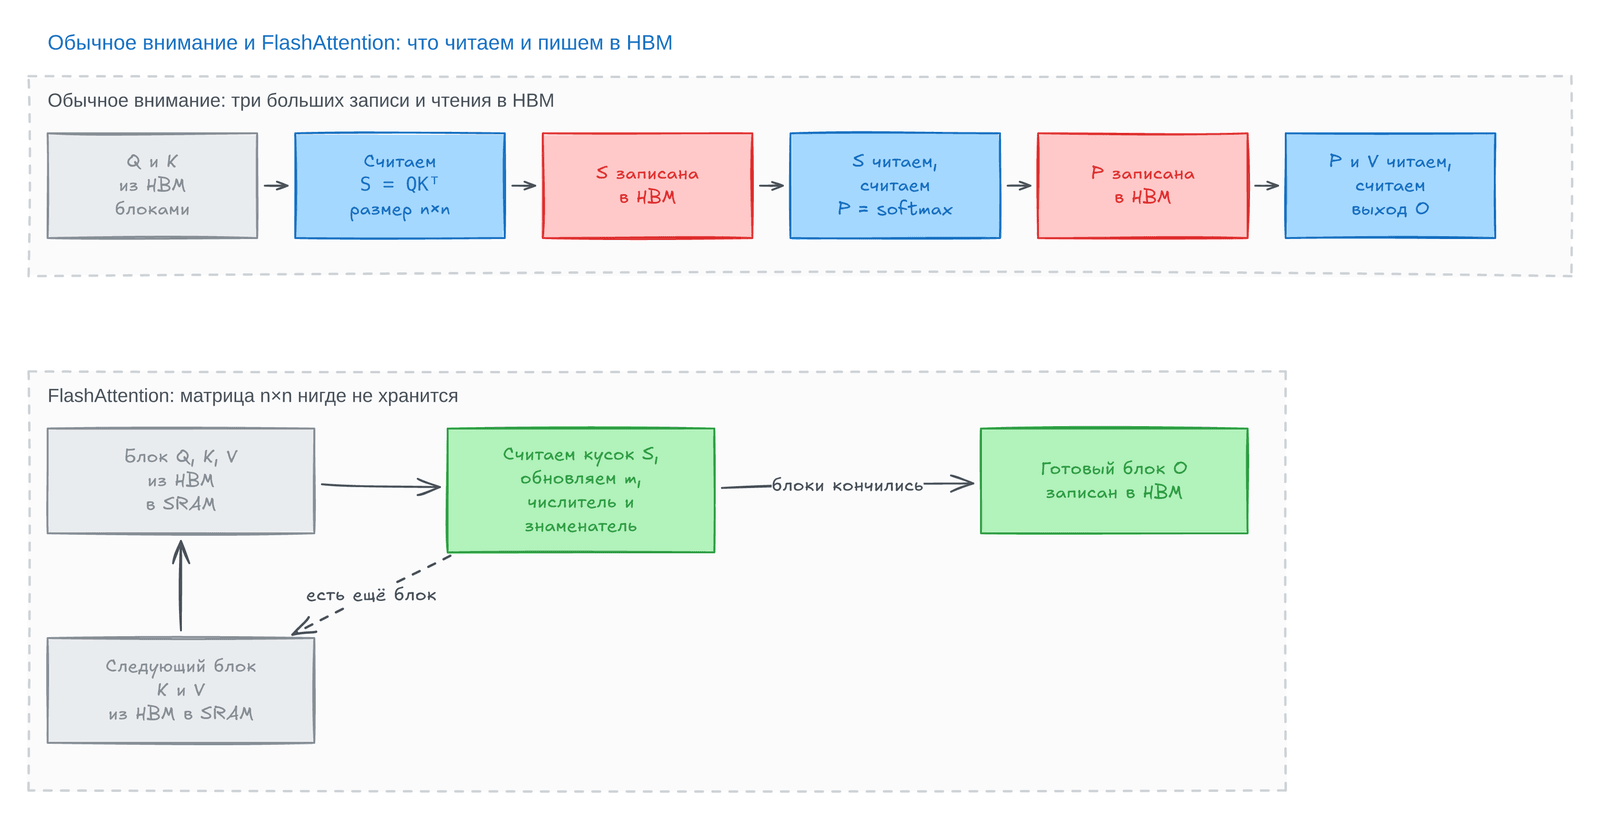 Обычное внимание и FlashAttention: что читаем и пишем в HBM
Обычное внимание: три больших записи и чтения в HBM
Q и K
из HBM
блоками
Считаем
S = QKᵀ
размер n×n
S записана
в HBM
S читаем,
считаем
P = softmax
P записана
в HBM
P и V читаем,
считаем
выход O
FlashAttention: матрица n×n нигде не хранится
Блок Q, K, V
из HBM
в SRAM
Считаем кусок S,
обновляем m,
числитель и
знаменатель
блоки кончились
Готовый блок O
записан в HBM
есть ещё блок
Следующий блок
K и V
из HBM в SRAM